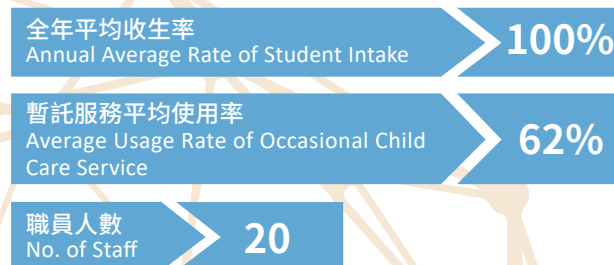 全年平均收生率
Annual Average Rate of Student Intake
100%
暫託服務平均使用率
Average Usage Rate of Occasional Child
Care Service
62%
職員人數
No. of Staff
20